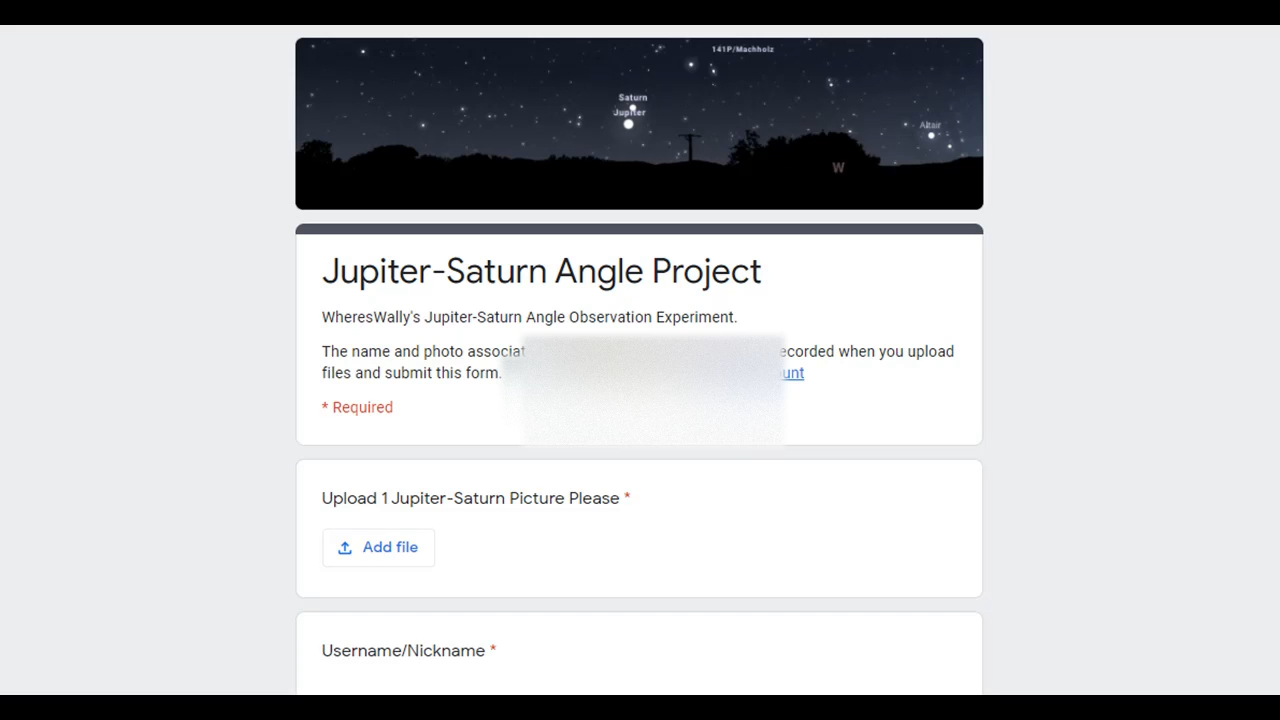 141P/Machholz
Saturn
Jupiter
Altair
W
Jupiter-Saturn Angle Project
WheresWally's Jupiter-Saturn Angle Observation Experiment.
The name and photo associat ecorded when you upload
files and submit this form. unt
* Required
Upload 1 Jupiter-Saturn Picture Please *
Add file
Username/Nickname *